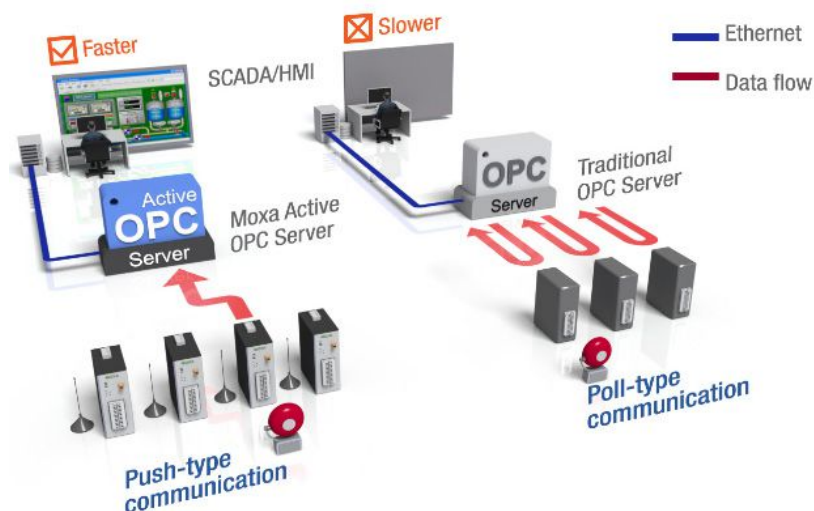 Faster
SCADA/HMI
Active
OPC
Server
Moxa Active
OPC Server
Push-type
communication
Slower
OPC
Server
Traditional
OPC Server
Poll-type
communication
Ethernet
Data flow